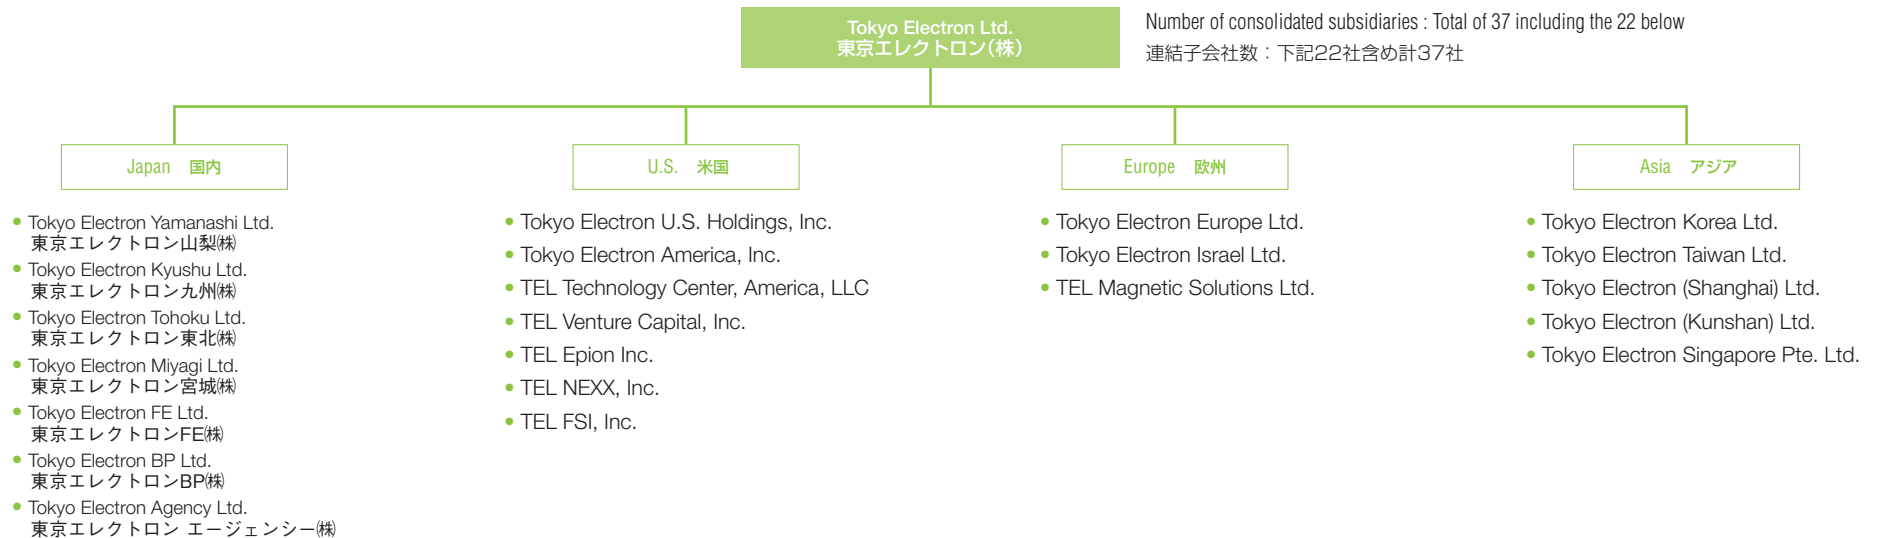 Tokyo Electron Ltd.
東京エレクトロン(株)
Number of consolidated subsidiaries : Total of 37 including the 22 below
連結子会社数：下記22社含め計37社
Japan 国内
• Tokyo Electron Yamanashi Ltd.
東京エレクトロン山梨㈱
• Tokyo Electron Kyushu Ltd.
東京エレクトロン九州㈱
• Tokyo Electron Tohoku Ltd.
東京エレクトロン東北㈱
• Tokyo Electron Miyagi Ltd.
東京エレクトロン宮城㈱
• Tokyo Electron FE Ltd.
東京エレクトロンFE㈱
• Tokyo Electron BP Ltd.
東京エレクトロンBP㈱
• Tokyo Electron Agency Ltd.
東京エレクトロン エージェンシー㈱
U.S. 米国
• Tokyo Electron U.S. Holdings, Inc.
• Tokyo Electron America, Inc.
• TEL Technology Center, America, LLC
• TEL Venture Capital, Inc.
• TEL Epion Inc.
• TEL NEXX, Inc.
• TEL FSI, Inc.
Europe 欧州
• Tokyo Electron Europe Ltd.
• Tokyo Electron Israel Ltd.
• TEL Magnetic Solutions Ltd.
Asia アジア
• Tokyo Electron Korea Ltd.
• Tokyo Electron Taiwan Ltd.
• Tokyo Electron (Shanghai) Ltd.
• Tokyo Electron (Kunshan) Ltd.
• Tokyo Electron Singapore Pte. Ltd.